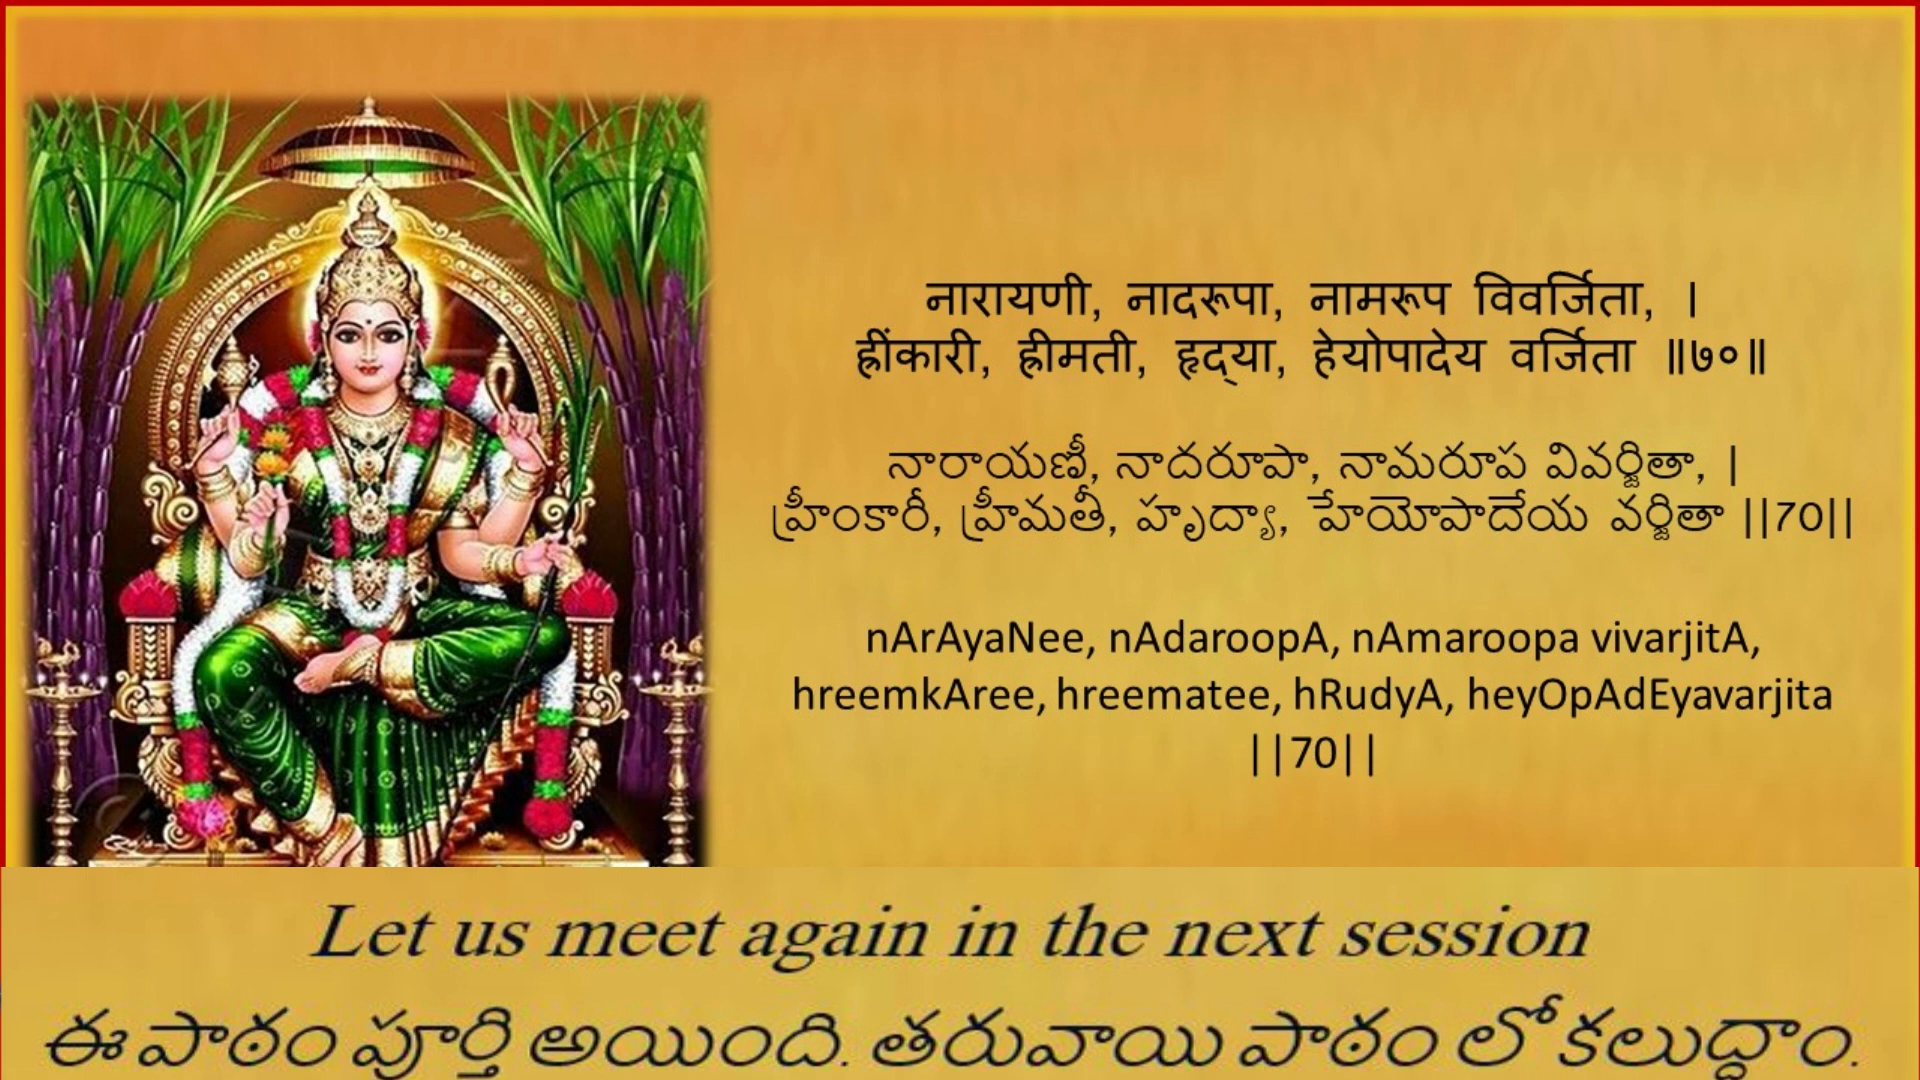 नारायणी, नादरूपा, नामरूप विवर्जिता, ।
ह्रींकारी, ह्रीमती, हृद्‌या, हेयोपादेय वर्जिता ॥७०॥
నారాయణీ, నాదరూపా, నామరూప వివర్జితా, |
హ్రీంకారీ, హ్రీమతీ, హృద్యా, హేయోపాదేయ వర్జితా ||70||
nArAyaNee, nAdaroopA, nAmaroopa vivarjitA,
hreemkAree, hreematee, hRudyA, heyOpAdEyavarjita
||70||
Let us meet again in the next session
ఈ పాఠం పూర్తి అయింది. తరువాయి పాఠం లో కలుద్దాం.